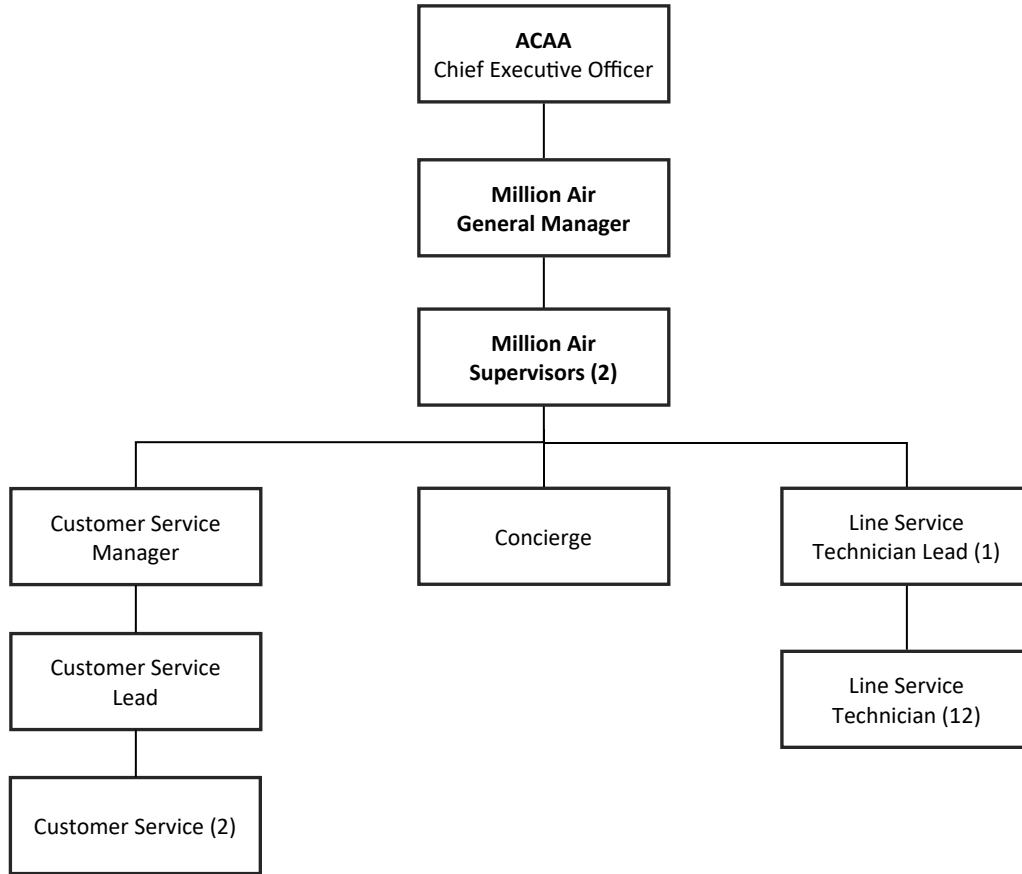 ACAA
Chief Executive Officer
Million Air
General Manager
Million Air
Supervisors (2)
Customer Service
Manager
Concierge
Line Service
Technician Lead (1)
Customer Service
Lead
Line Service
Technician (12)
Customer Service (2)